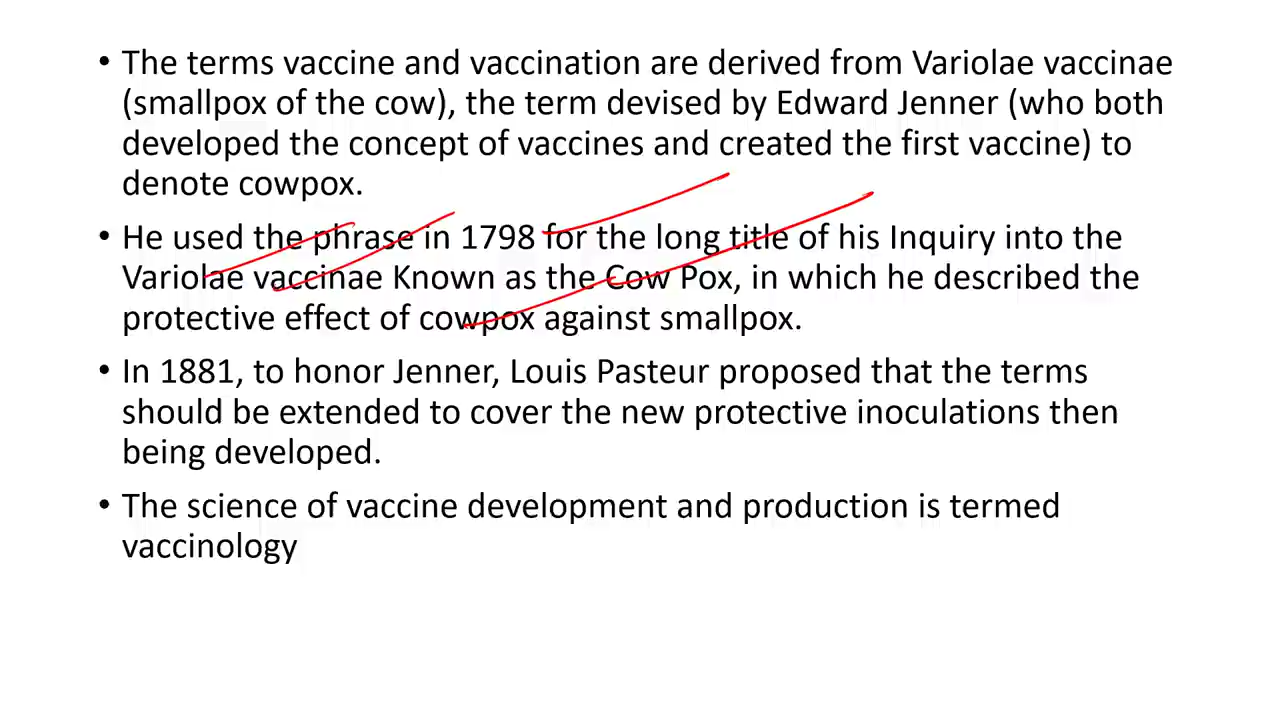 • The terms vaccine and vaccination are derived from Variolae vaccinae
(smallpox of the cow), the term devised by Edward Jenner (who both
developed the concept of vaccines and created the first vaccine) to
denote cowpox.
• He used the phrase in 1798 for the long title of his Inquiry into the
Variolae vaccinae Known as the Cow Pox, in which he described the
protective effect of cowpox against smallpox.
• In 1881, to honor Jenner, Louis Pasteur proposed that the terms
should be extended to cover the new protective inoculations then
being developed.
• The science of vaccine development and production is termed
vaccinology